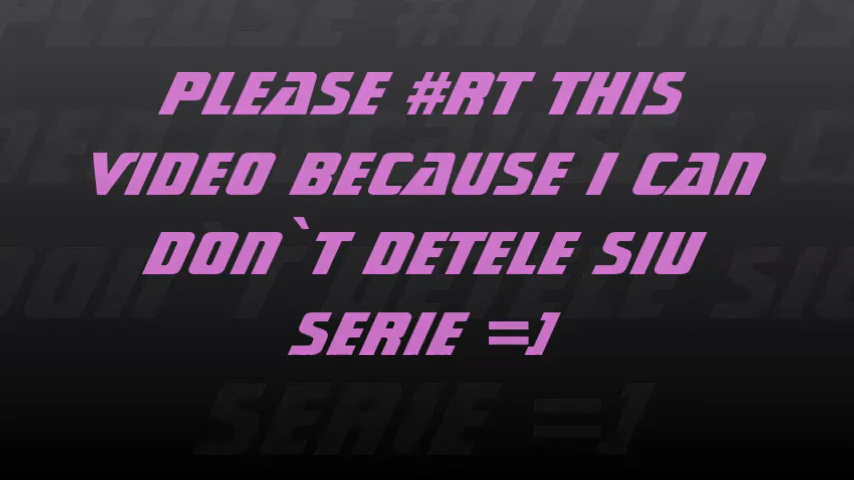 PLEASE #RT THIS
VIDEO BECAUSE I CAN
DON`T DETELE SIU
SERIE =]